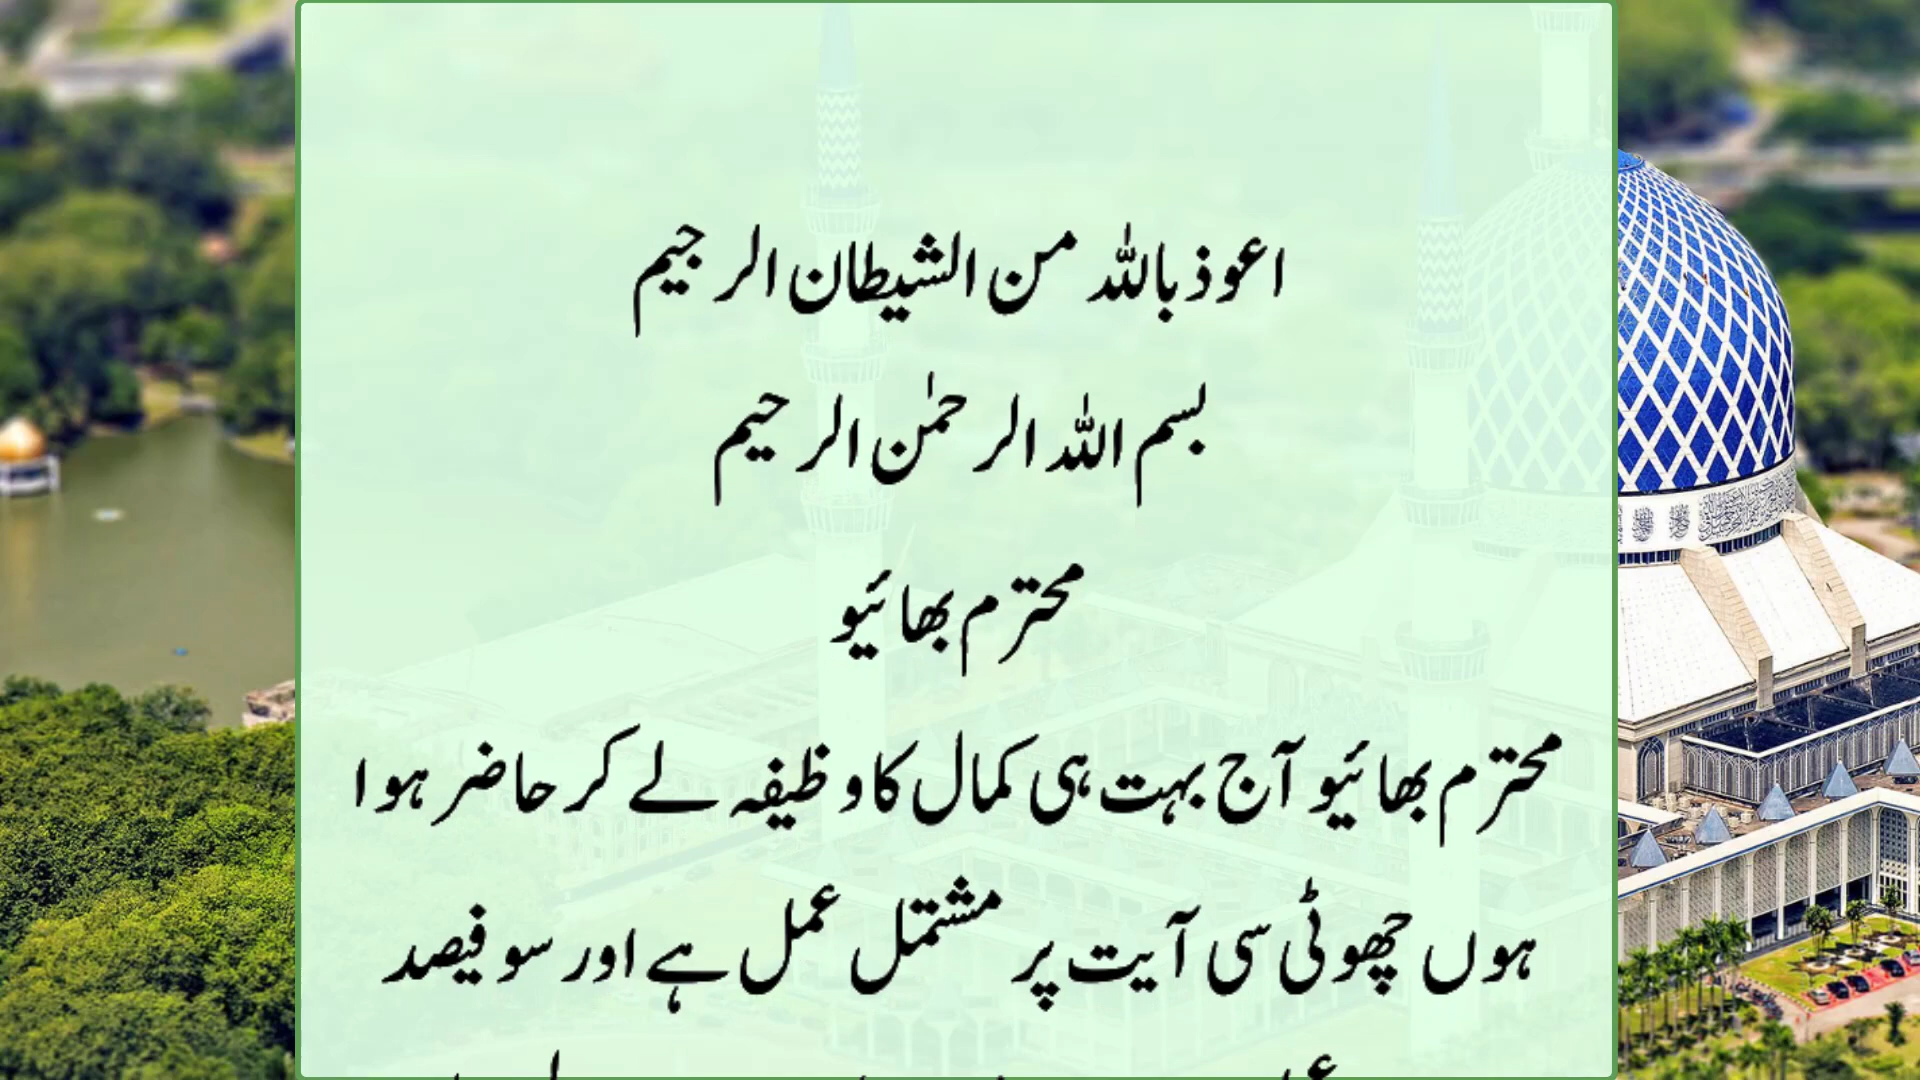 اعوذ باللہ من الشیطان الرجیم
بسم اللہ الرحمٰن الرحیم
محترم بھائیو
محترم بھائیو آج بہت ہی کمال کا وظیفہ لے کر حاضر ہوا
ہوں چھوٹی سی آیت پر مشتمل عمل ہے اور سو فیصد